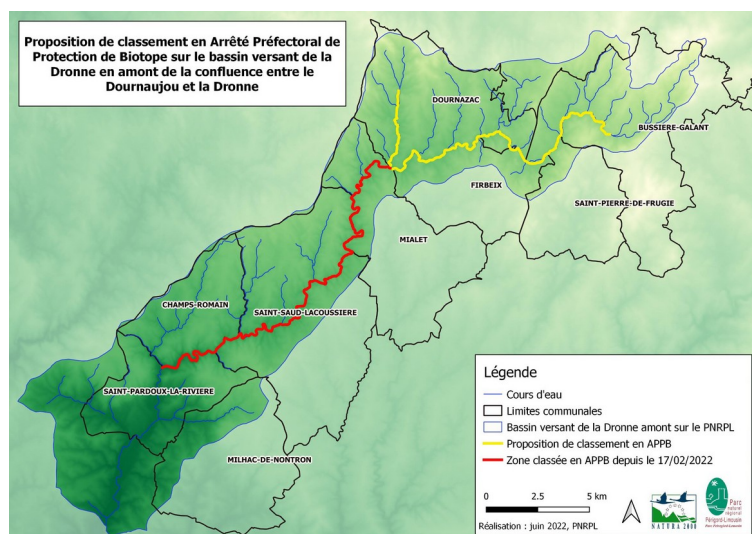 Proposition de classement en Arrêté Préfectoral de
Protection de Biotope sur le bassin versant de la
Dronne en amont de la confluence entre le
Dournaujou et la Dronne
DOURNAZAC
BUSSIERE-GALANT
FIRBEIX
SAINT-PIERRE-DE-FRUGIE
MIALET
CHAMPS-ROMAIN
SAINT-SAUD-LACOUSSIERE
SAINT-PARDOUX-LA-RIVIERE
MILHAC-DE-NONTRON
Légende
Cours d'eau
Limites communales
Bassin versant de la Dronne amont sur le PNRPL
Proposition de classement en APPB
Zone classée en APPB depuis le 17/02/2022
0 2.5 5 km
Réalisation : juin 2022, PNRPL
NATURA 2000
Parc
naturel
régional
Périgord-Limousin